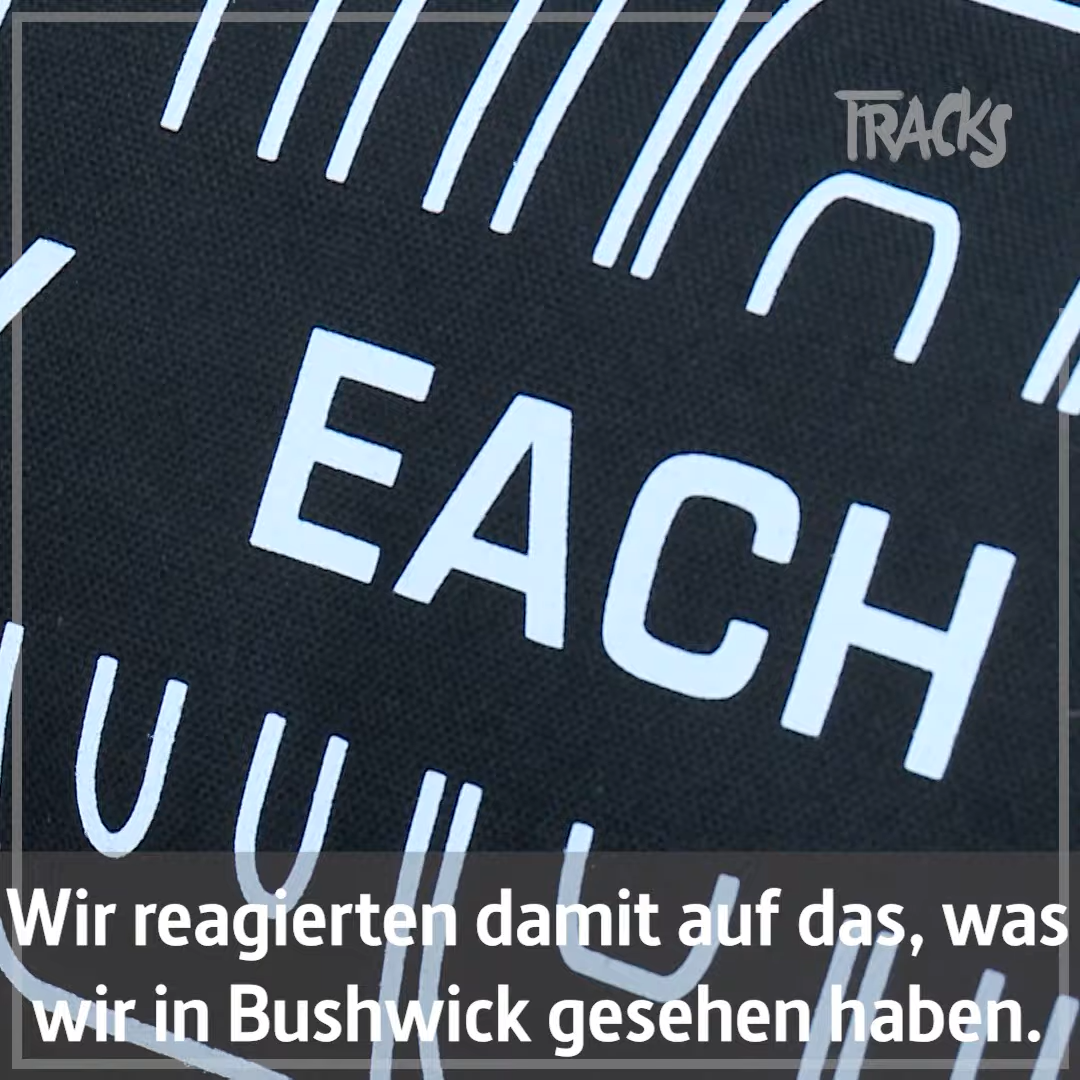 TRACKS
EACH
Wir reagierten damit auf das, was
wir in Bushwick gesehen haben.